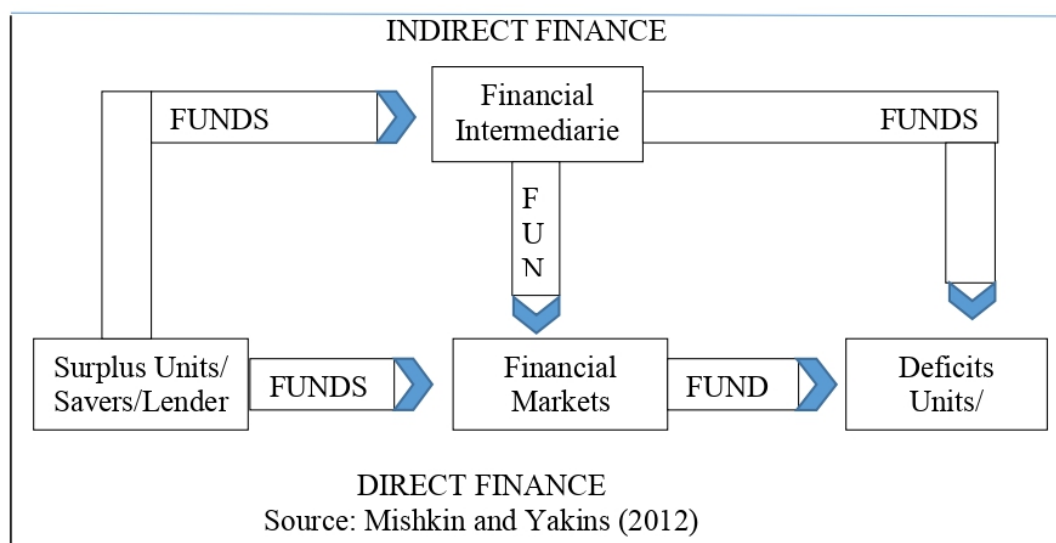 INDIRECT FINANCE
FUNDS
Financial
Intermediarie
FUNDS
F
U
N
Surplus Units/
Savers/Lender
FUNDS
Financial
Markets
FUND
Deficits
Units/
DIRECT FINANCE
Source: Mishkin and Yakins (2012)